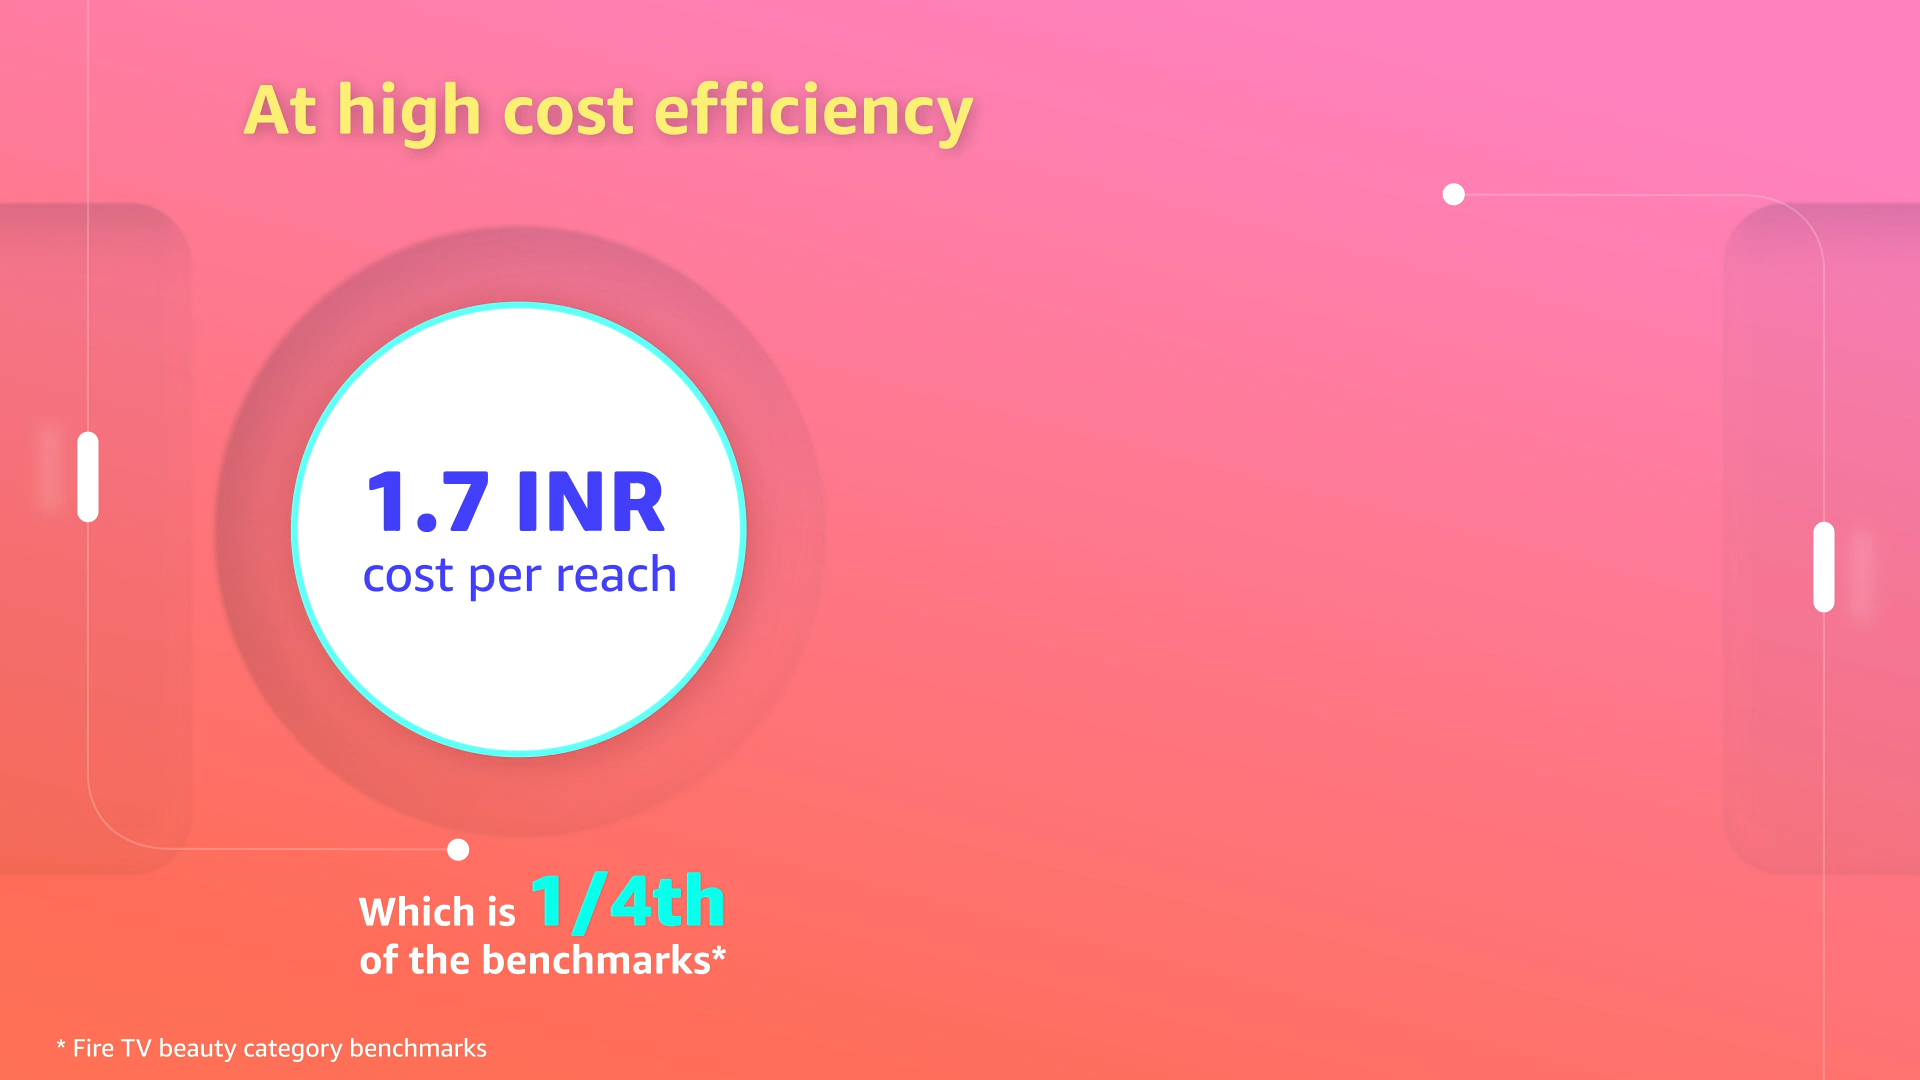 At high cost efficiency
1.7 INR
cost per reach
Which is 1/4th
of the benchmarks*
* Fire TV beauty category benchmarks